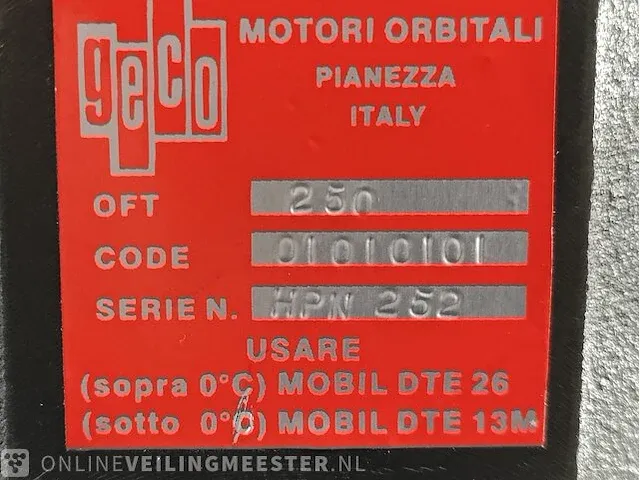 geco
MOTORI ORBITALI
PIANEZZA
ITALY
OFT 250
CODE 01010101
SERIE N. HPN 252
USARE
(sopra 0°C) MOBIL DTE 26
(sotto 0°C) MOBIL DTE 13M
ONLINEVEILINGMEESTER.NL